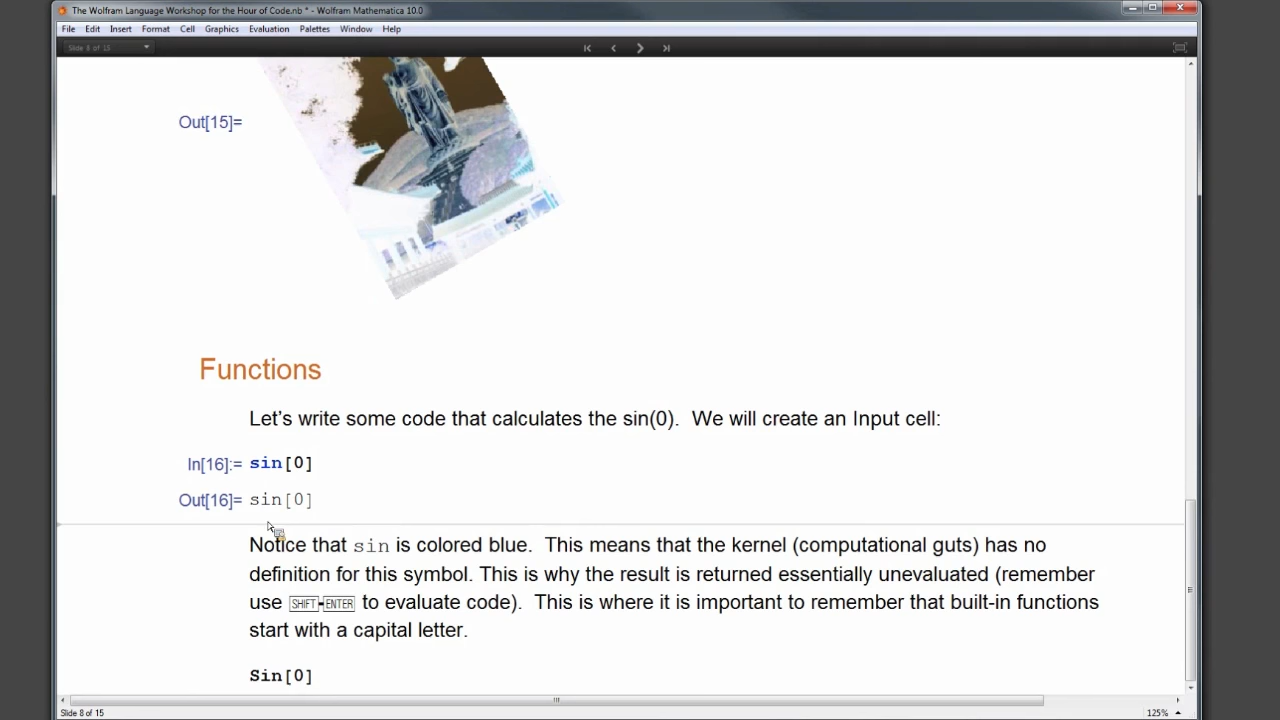 The Wolfram Language Workshop for the Hour of Code.nb * - Wolfram Mathematica 10.0
File Edit Insert Format Cell Graphics Evaluation Palettes Window Help
Slide 8 of 15
Out[15]=
Functions
Let's write some code that calculates the sin(0).  We will create an Input cell:
In[16]:= sin[0]
Out[16]= sin[0]
Notice that sin is colored blue.  This means that the kernel (computational guts) has no
definition for this symbol. This is why the result is returned essentially unevaluated (remember
use SHIFT-ENTER to evaluate code).  This is where it is important to remember that built-in functions
start with a capital letter.
Sin[0]
Slide 8 of 15 125%